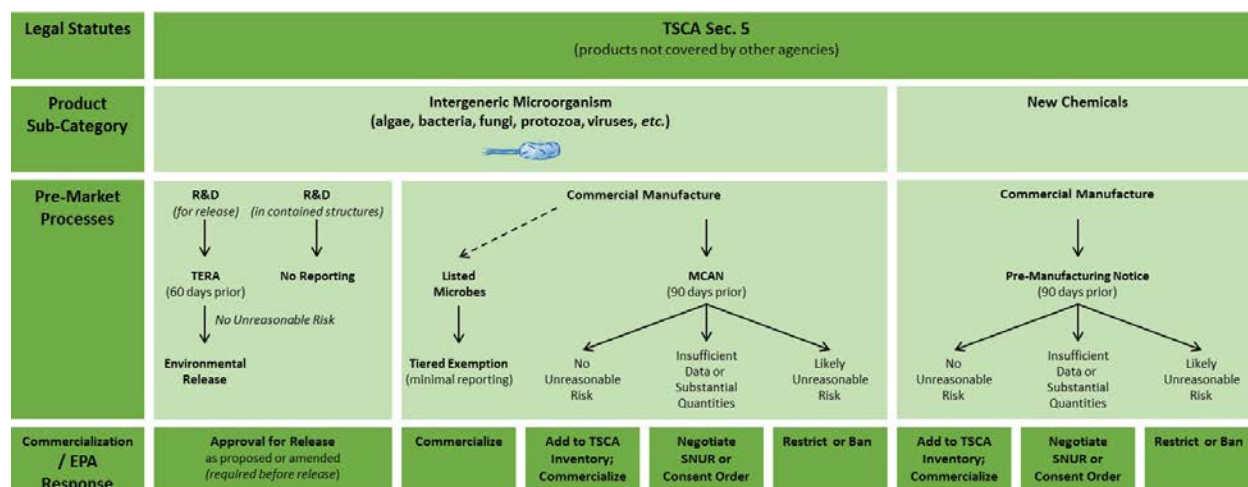 Legal Statutes
TSCA Sec. 5
(products not covered by other agencies)
Product
Sub-Category
Intergeneric Microorganism
(algae, bacteria, fungi, protozoa, viruses, etc.)
New Chemicals
Pre-Market
Processes
R&D
(for release)
R&D
(in contained structures)
Commercial Manufacture
Commercial Manufacture
TERA
(60 days prior)
No Reporting
Listed
Microbes
MCAN
(90 days prior)
Pre-Manufacturing Notice
(90 days prior)
No Unreasonable Risk
Environmental
Release
Tiered Exemption
(minimal reporting)
No
Unreasonable
Risk
Insufficient
Data or
Substantial
Quantities
Likely
Unreasonable
Risk
No
Unreasonable
Risk
Insufficient
Data or
Substantial
Quantities
Likely
Unreasonable
Risk
Commercialization
/ EPA
Response
Approval for Release
as proposed or amended
(required before release)
Commercialize
Add to TSCA
Inventory;
Commercialize
Negotiate
SNUR or
Consent Order
Restrict or Ban
Add to TSCA
Inventory;
Commercialize
Negotiate
SNUR or
Consent Order
Restrict or Ban